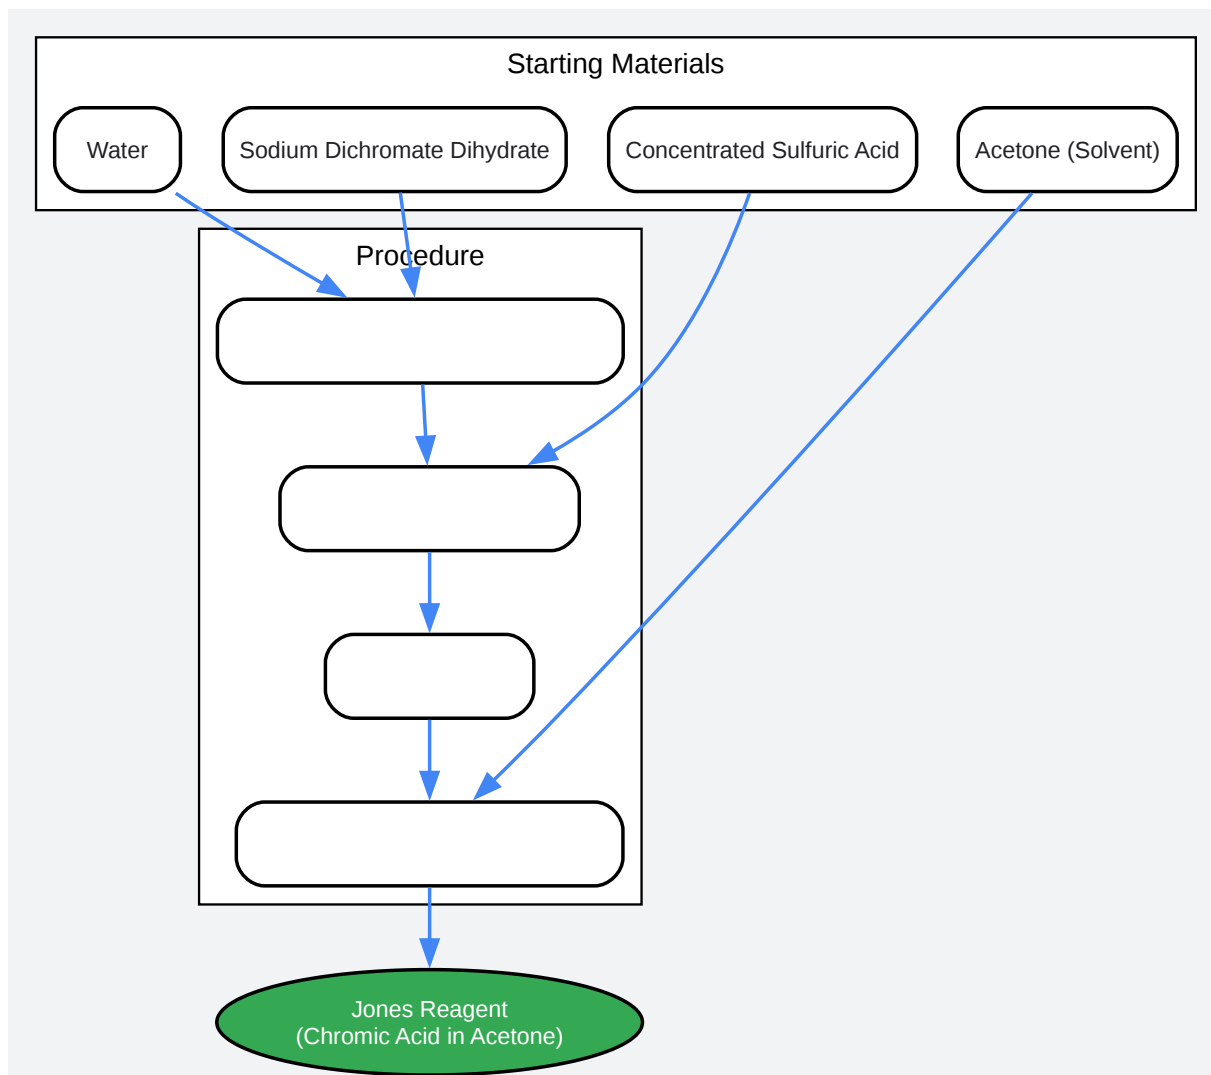 Starting Materials
Water
Sodium Dichromate Dihydrate
Concentrated Sulfuric Acid
Acetone (Solvent)
Procedure
Jones Reagent
(Chromic Acid in Acetone)